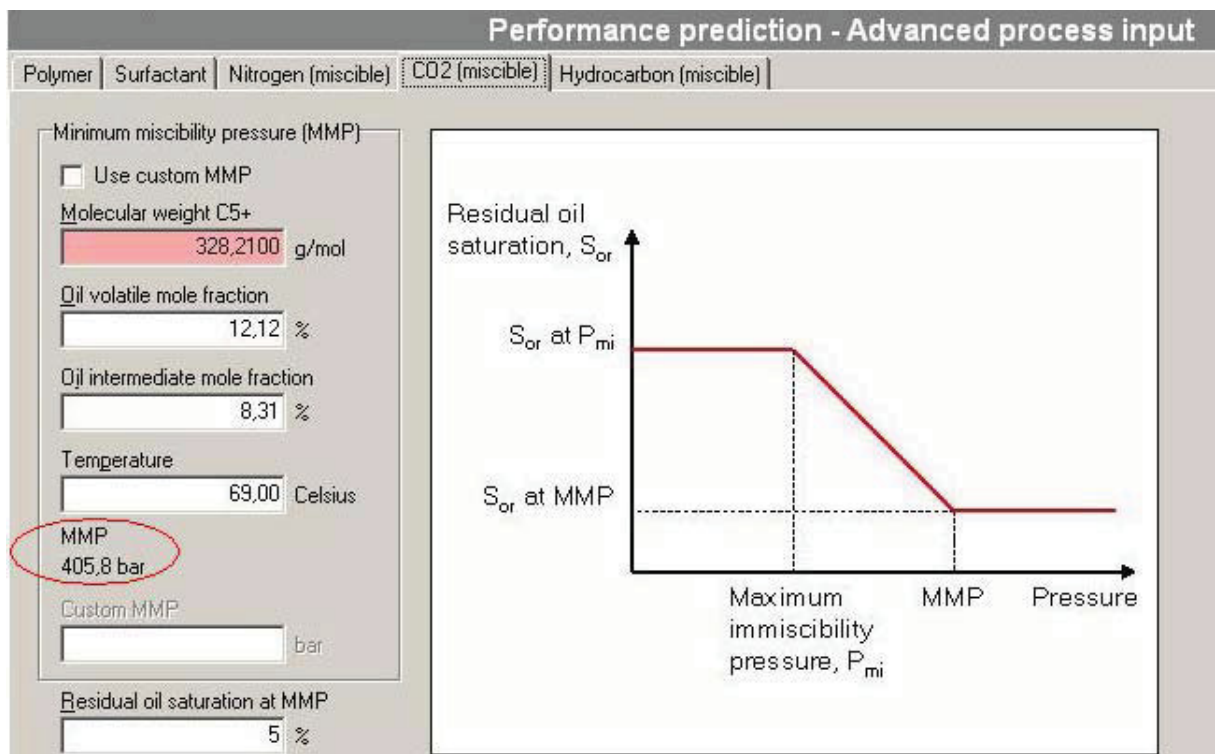 Performance prediction - Advanced process input
Polymer Surfactant Nitrogen (miscible) CO2 (miscible) Hydrocarbon (miscible)
Minimum miscibility pressure (MMP)
Use custom MMP
Molecular weight C5+
328,2100 g/mol
Oil volatile mole fraction
12,12 %
Oil intermediate mole fraction
8,31 %
Temperature
69,00 Celsius
MMP
405,8 bar
Custom MMP
bar
Residual oil saturation at MMP
5 %
Residual oil
saturation, Sor
Sor at Pmi
Sor at MMP
Maximum
immiscibility
pressure, Pmi
MMP
Pressure